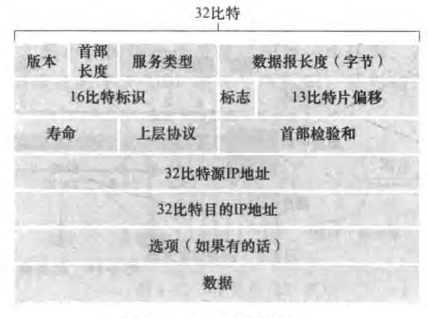 32比特
版本 首部长度 服务类型 数据报长度（字节）
16比特标识 标志 13比特片偏移
寿命 上层协议 首部检验和
32比特源IP地址
32比特目的IP地址
选项（如果有的话）
数据